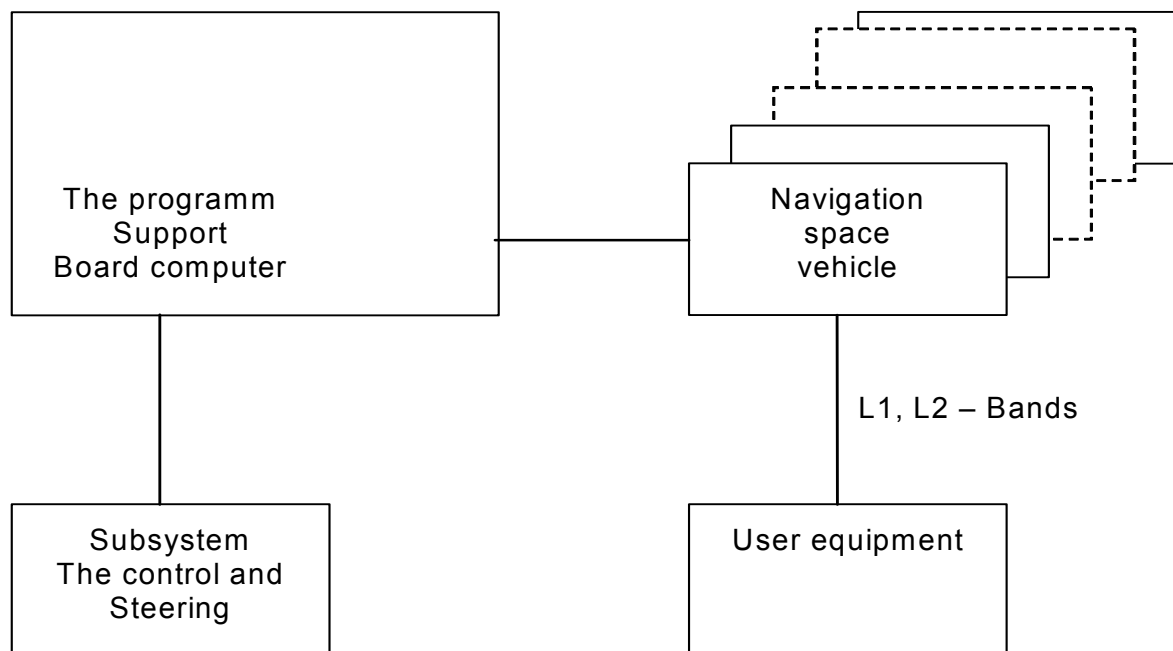 The programm
Support
Board computer
Navigation
space
vehicle
L1, L2 – Bands
Subsystem
The control and
Steering
User equipment